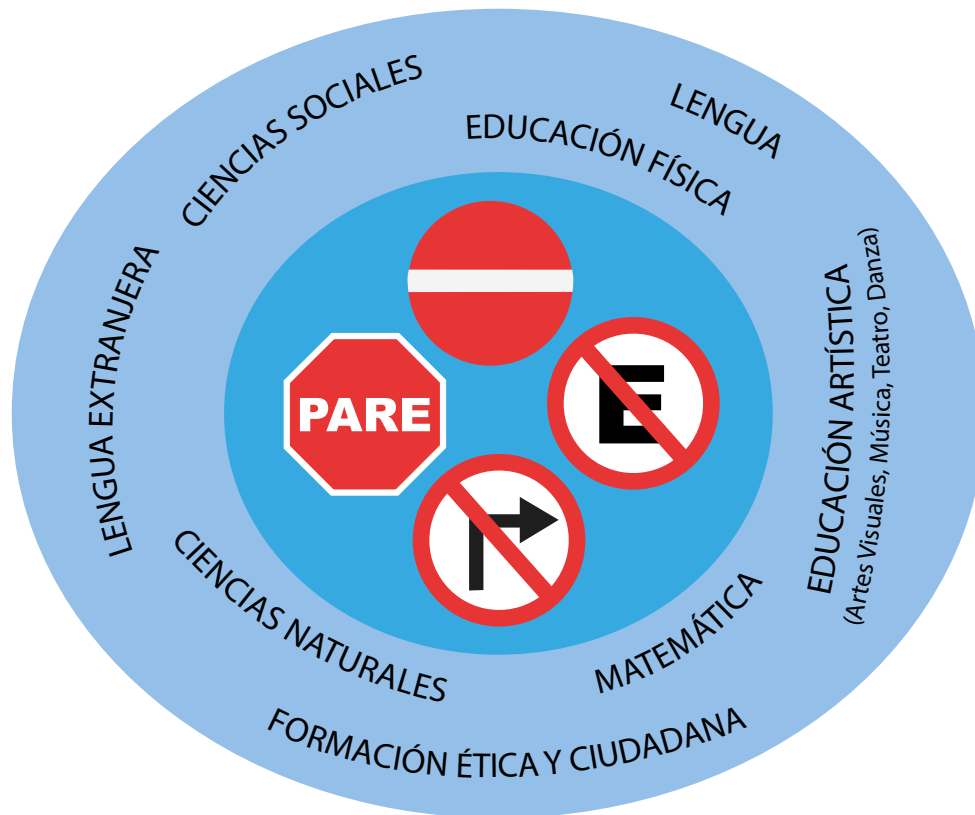 CIENCIAS SOCIALES
LENGUA
EDUCACIÓN FÍSICA
LENGUA EXTRANJERA
EDUCACIÓN ARTÍSTICA
(Artes Visuales, Música, Teatro, Danza)
PARE
E
CIENCIAS NATURALES
MATEMÁTICA
FORMACIÓN ÉTICA Y CIUDADANA